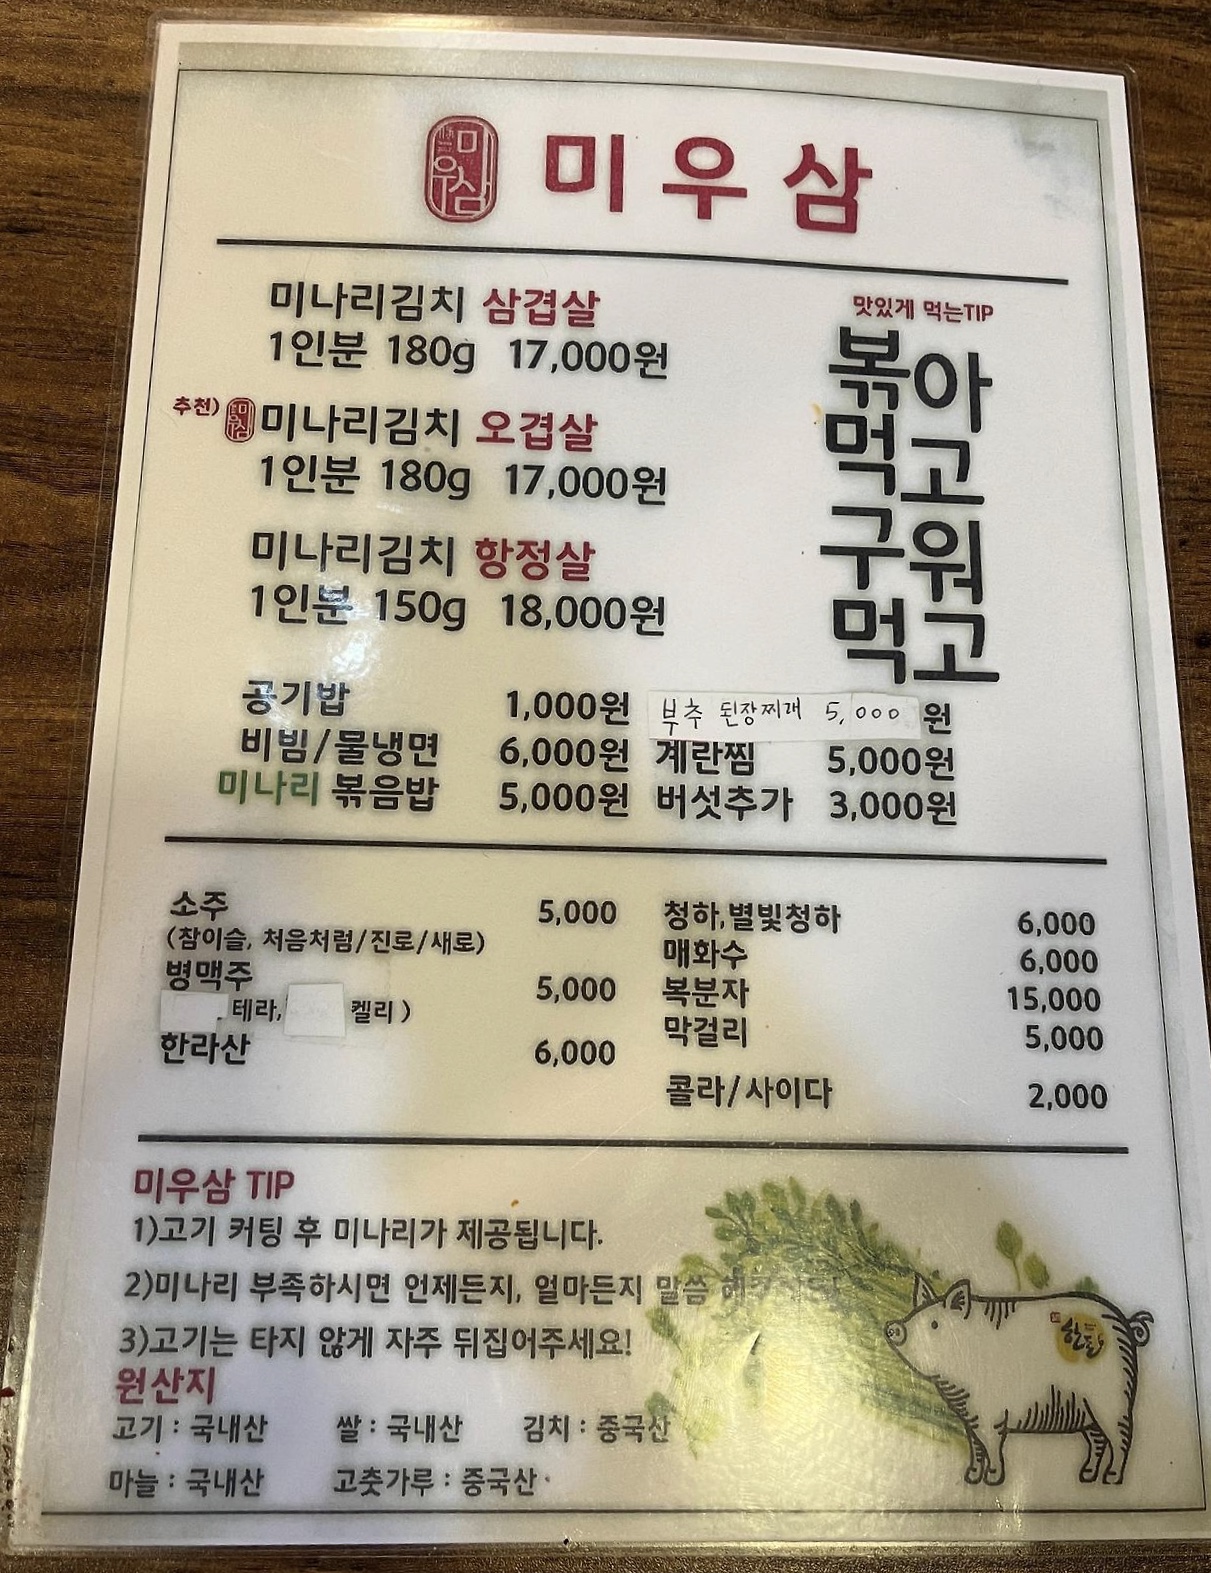 미우삼
미우삼
미나리김치 삼겹살
1인분 180g 17,000원
추천) 미우삼 미나리김치 오겹살
1인분 180g 17,000원
미나리김치 항정살
1인분 150g 18,000원
맛있게 먹는TIP
볶아
먹고
구워
먹고
공기밥 1,000원 부추 된장찌개 5,000 원
비빔/물냉면 6,000원 계란찜 5,000원
미나리 볶음밥 5,000원 버섯추가 3,000원
소주 5,000
(참이슬, 처음처럼/진로/새로)
병맥주 5,000
테라, 켈리 )
한라산 6,000
청하,별빛청하 6,000
매화수 6,000
복분자 15,000
막걸리 5,000
콜라/사이다 2,000
미우삼 TIP
1)고기 커팅 후 미나리가 제공됩니다.
2)미나리 부족하시면 언제든지, 얼마든지 말씀
3)고기는 타지 않게 자주 뒤집어주세요!
원산지
고기 : 국내산 쌀 : 국내산 김치 : 중국산
마늘 : 국내산 고춧가루 : 중국산
한돈